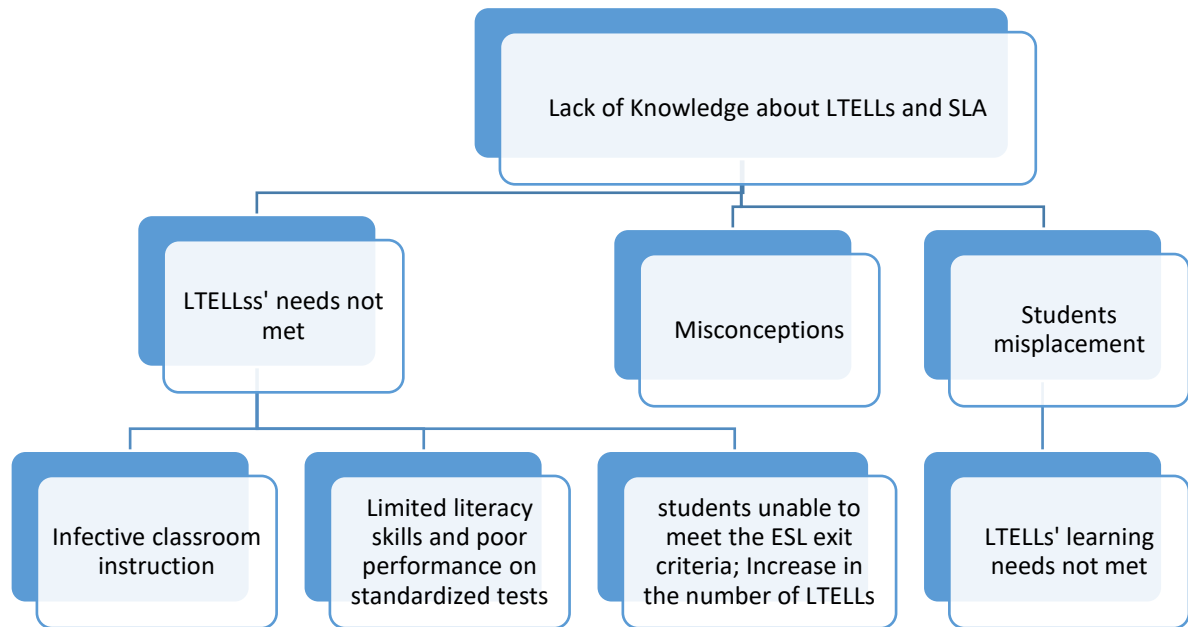 Lack of Knowledge about LTELLs and SLA
LTELLss' needs not
met
Misconceptions
Students
misplacement
Infective classroom
instruction
Limited literacy
skills and poor
performance on
standardized tests
students unable to
meet the ESL exit
criteria; Increase in
the number of LTELLs
LTELLs' learning
needs not met